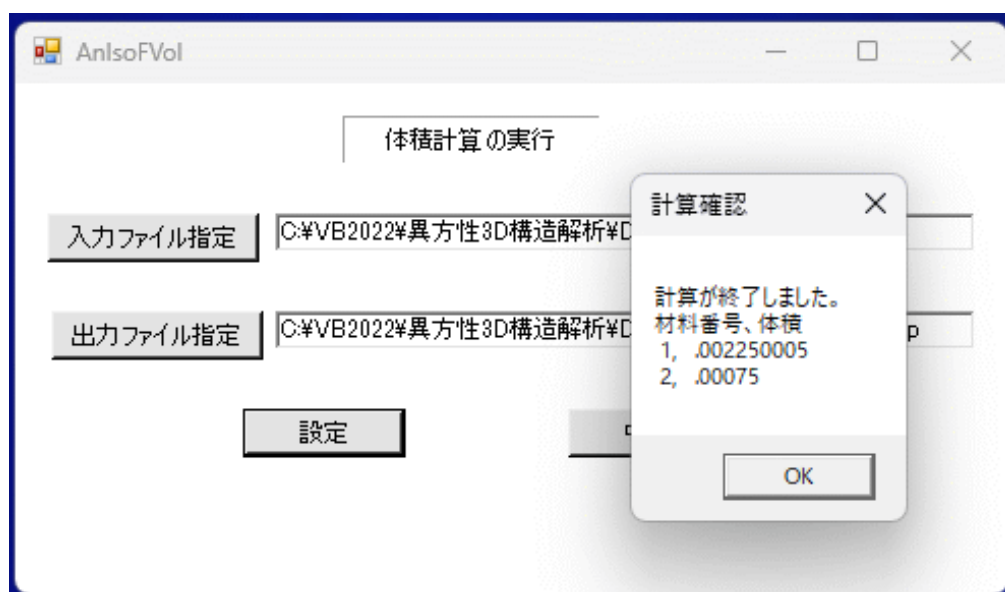 AnIsoFVol
体積計算の実行
計算確認
入力ファイル指定
C:¥VB2022¥異方性3D構造解析¥D
計算が終了しました。
材料番号、体積
1, .002250005
2, .00075
出力ファイル指定
C:¥VB2022¥異方性3D構造解析¥D
p
設定
OK